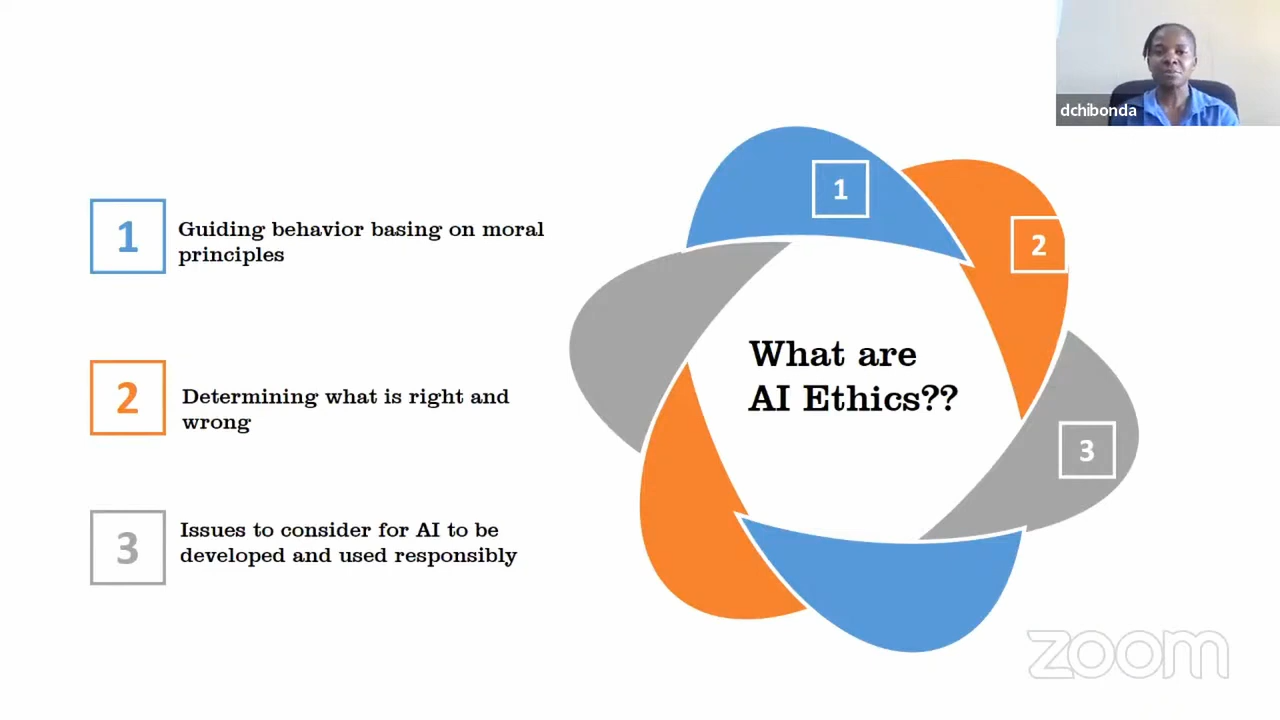 dchibonda
1
Guiding behavior basing on moral
principles
2
Determining what is right and
wrong
3
Issues to consider for AI to be
developed and used responsibly
1
2
3
What are
AI Ethics??
zoom